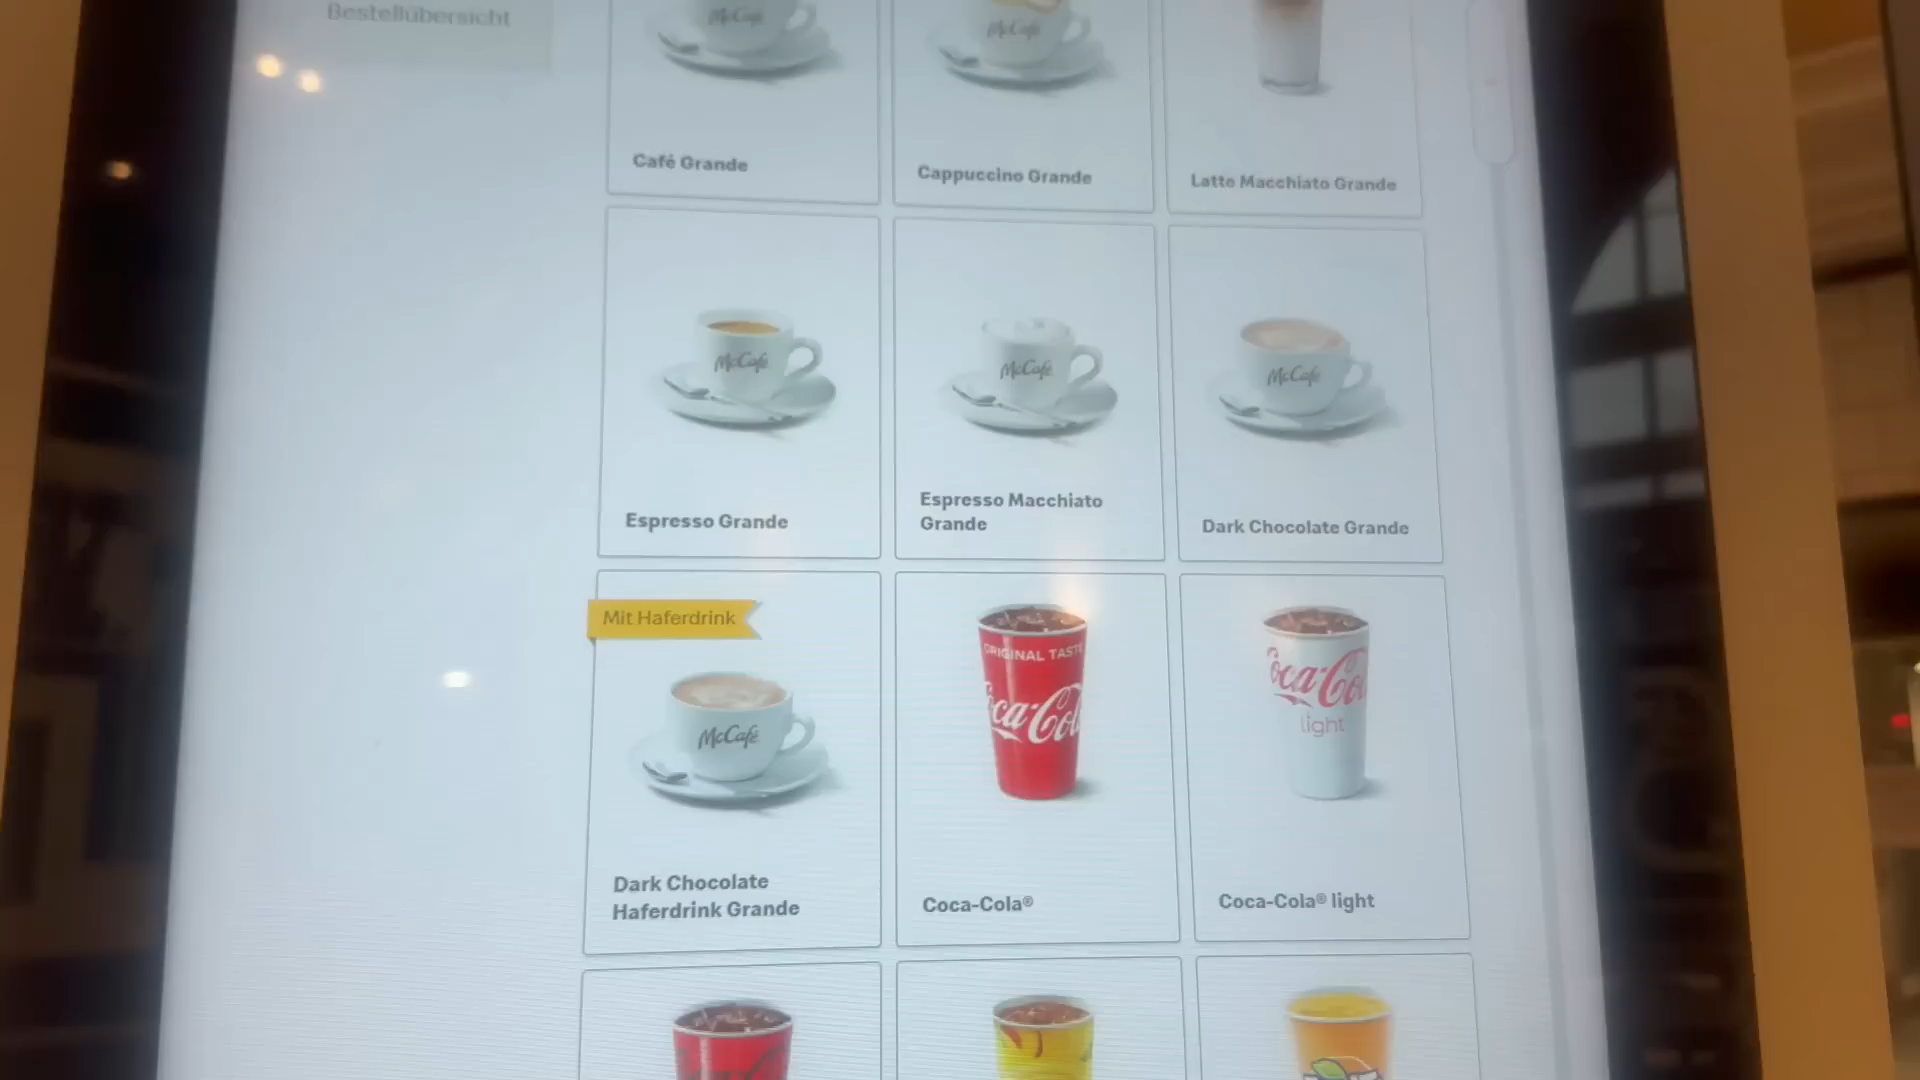 Bestellübersicht
McCafé
McCafé
Café Grande
Cappuccino Grande
Latte Macchiato Grande
McCafé
McCafé
McCafé
Espresso Grande
Espresso Macchiato
Grande
Dark Chocolate Grande
Mit Haferdrink
McCafé
ORIGINAL TASTE
Coca-Cola
Coca-Cola
light
Dark Chocolate
Haferdrink Grande
Coca-Cola®
Coca-Cola® light